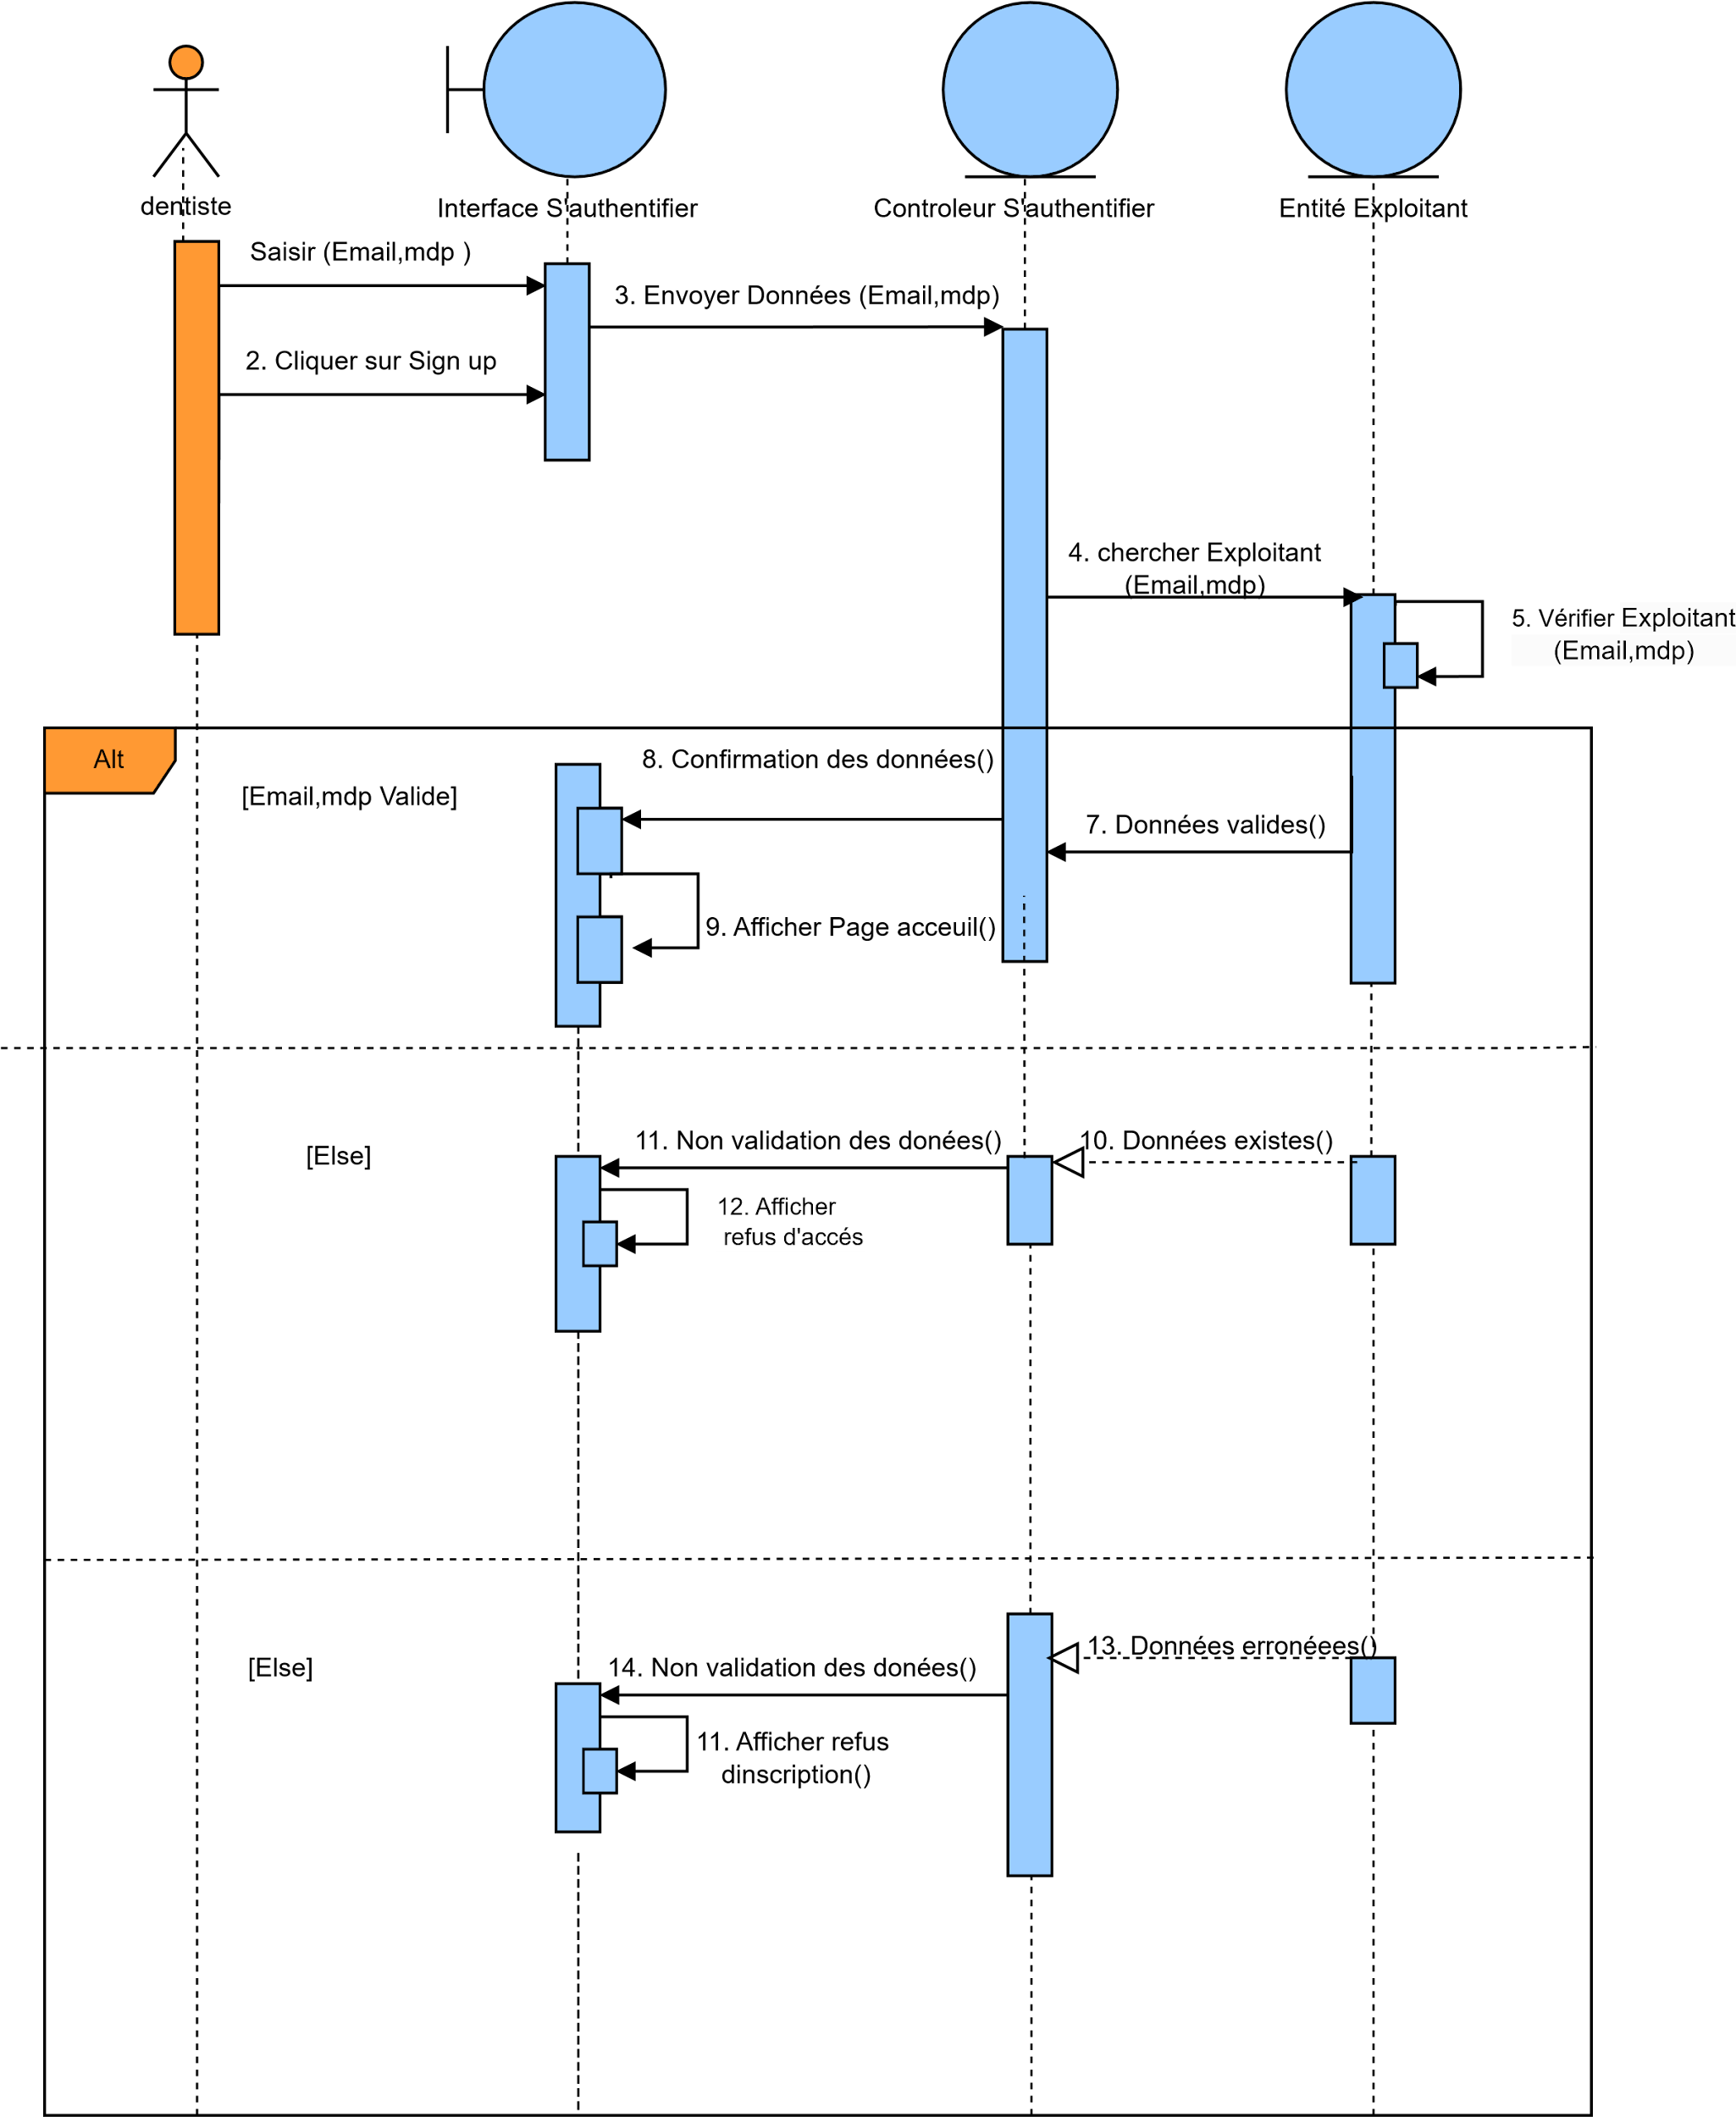 dentiste
Interface S'authentifier
Controleur S'authentifier
Entité Exploitant
Saisir (Email,mdp )
3. Envoyer Données (Email,mdp)
2. Cliquer sur Sign up
4. chercher Exploitant
(Email,mdp)
5. Vérifier Exploitant
(Email,mdp)
Alt
8. Confirmation des données()
[Email,mdp Valide]
7. Données valides()
9. Afficher Page acceuil()
11. Non validation des donées()
10. Données existes()
[Else]
12. Afficher
refus d'accés
13. Données erronéees()
[Else]
14. Non validation des donées()
11. Afficher refus
dinscription()